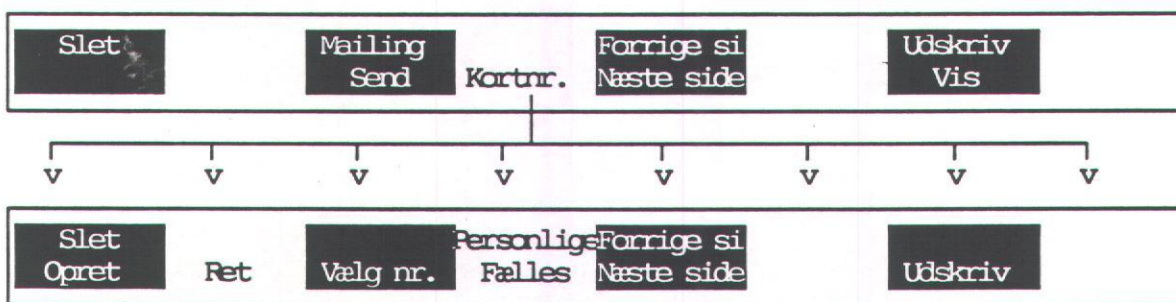 Slet Mailing Forrige si Udskriv
Send Kortnr. Næste side Vis
v v v v v v v v
Slet Personlige Forrige si
Opret Ret Vælg nr. Fælles Næste side Udskriv